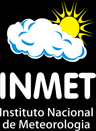 INMET
Instituto Nacional
de Meteorologia